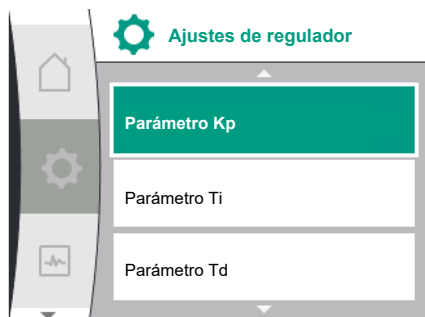 Ajustes de regulador
Parámetro Kp
Parámetro Ti
Parámetro Td